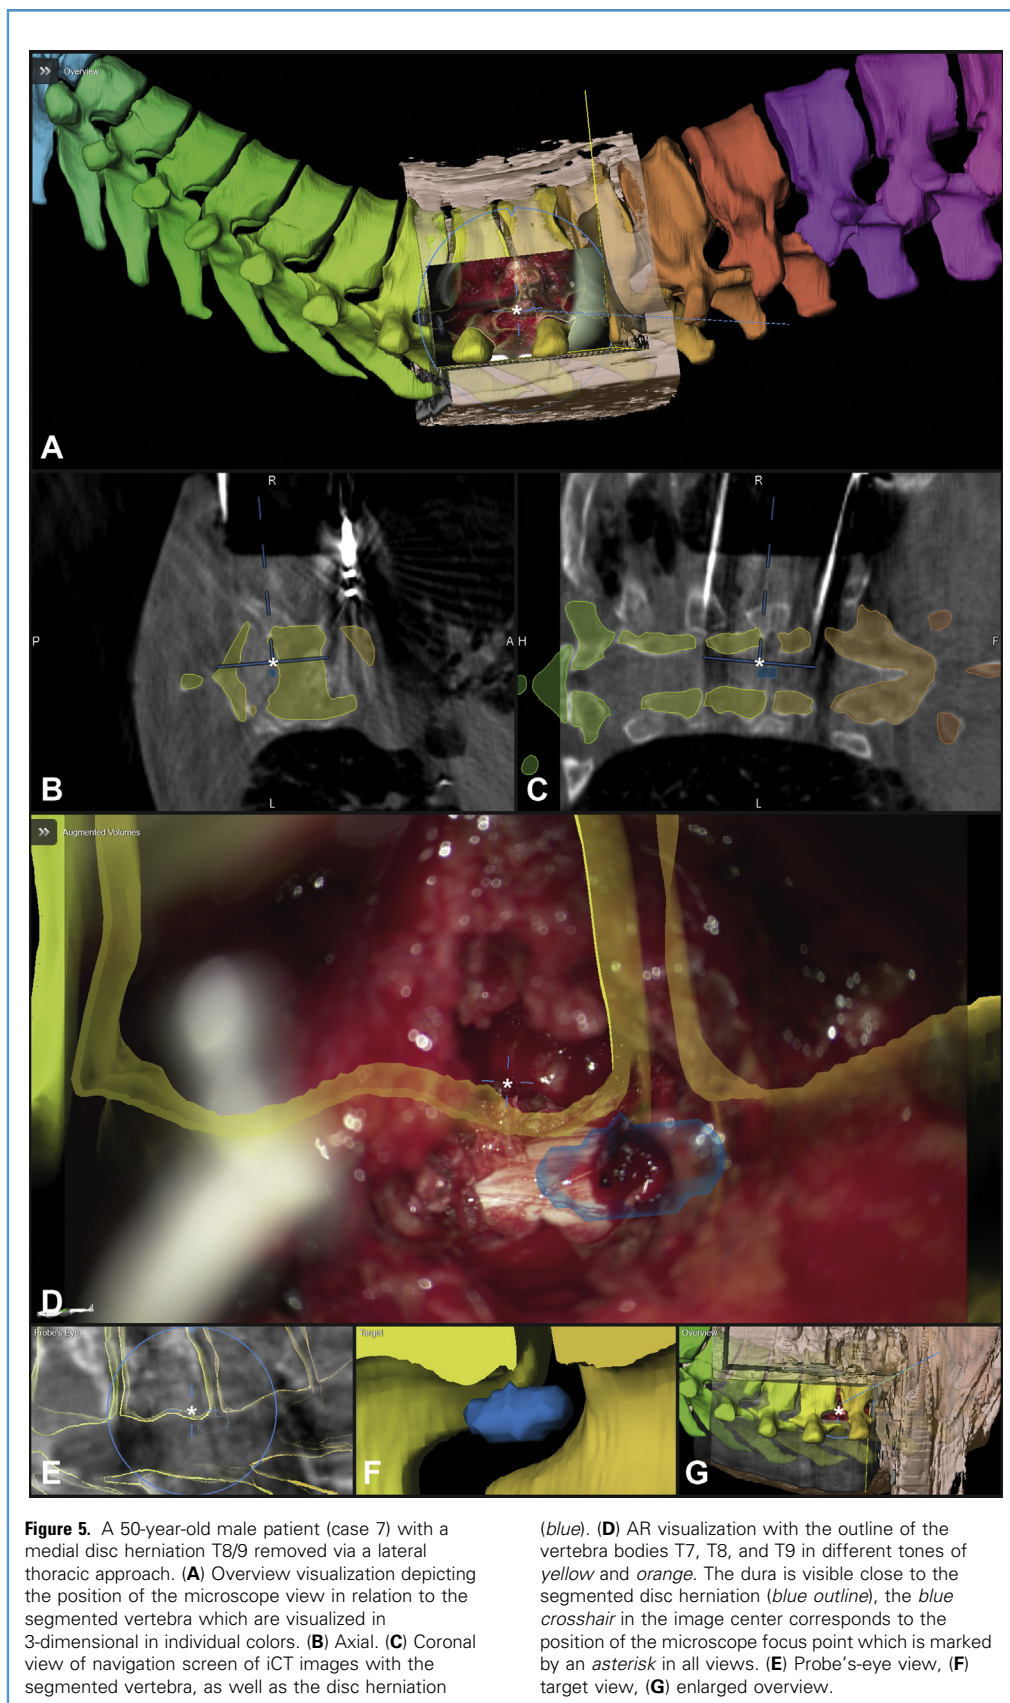 Overview
A
R
P
A
B
R
H
F
C
L
L
Augmented Volumes
D
Probe's Eye
Target
Overview
E
F
G
Figure 5. A 50-year-old male patient (case 7) with a
medial disc herniation T8/9 removed via a lateral
thoracic approach. (A) Overview visualization depicting
the position of the microscope view in relation to the
segmented vertebra which are visualized in
3-dimensional in individual colors. (B) Axial. (C) Coronal
view of navigation screen of iCT images with the
segmented vertebra, as well as the disc herniation
(blue). (D) AR visualization with the outline of the
vertebra bodies T7, T8, and T9 in different tones of
yellow and orange. The dura is visible close to the
segmented disc herniation (blue outline), the blue
crosshair in the image center corresponds to the
position of the microscope focus point which is marked
by an asterisk in all views. (E) Probe's-eye view, (F)
target view, (G) enlarged overview.